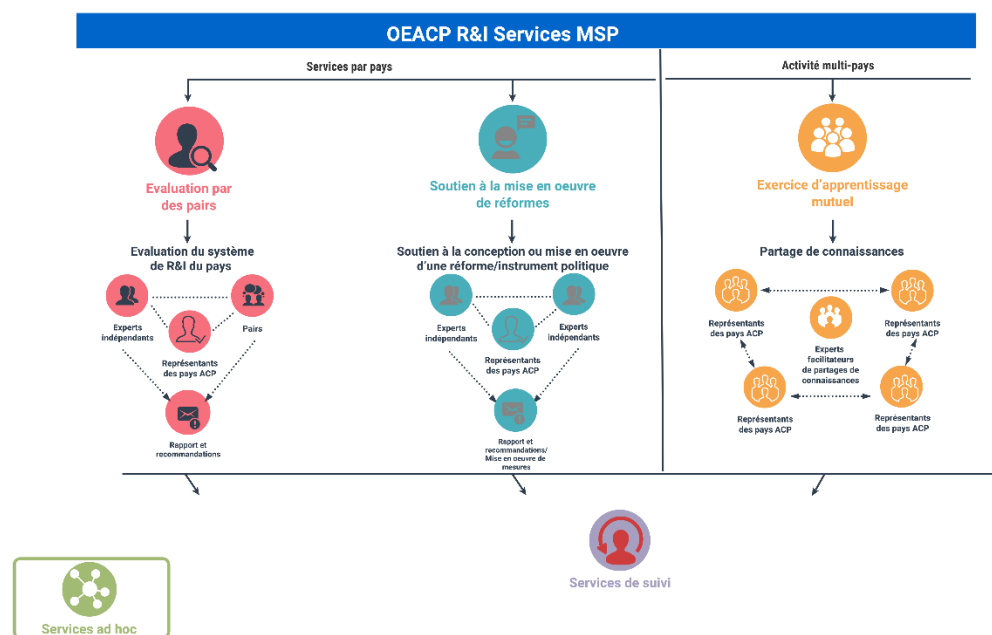 OEACP R&I Services MSP
Services par pays
Activité multi-pays
Evaluation par
des pairs
Soutien à la mise en oeuvre
de réformes
Exercice d'apprentissage
mutuel
Evaluation du système
de R&I du pays
Soutien à la conception ou mise en oeuvre
d'une réforme/instrument politique
Partage de connaissances
Experts
indépendants
Pairs
Représentants
des pays ACP
Rapport et
recommandations
Experts
indépendants
Experts
indépendants
Représentants
des pays ACP
Rapport et
recommandations/
Mise en oeuvre de
mesures
Représentants
des pays ACP
Représentants
des pays ACP
Experts
facilitateurs
de partages de
connaissances
Représentants
des pays ACP
Représentants
des pays ACP
Services de suivi
Services ad hoc